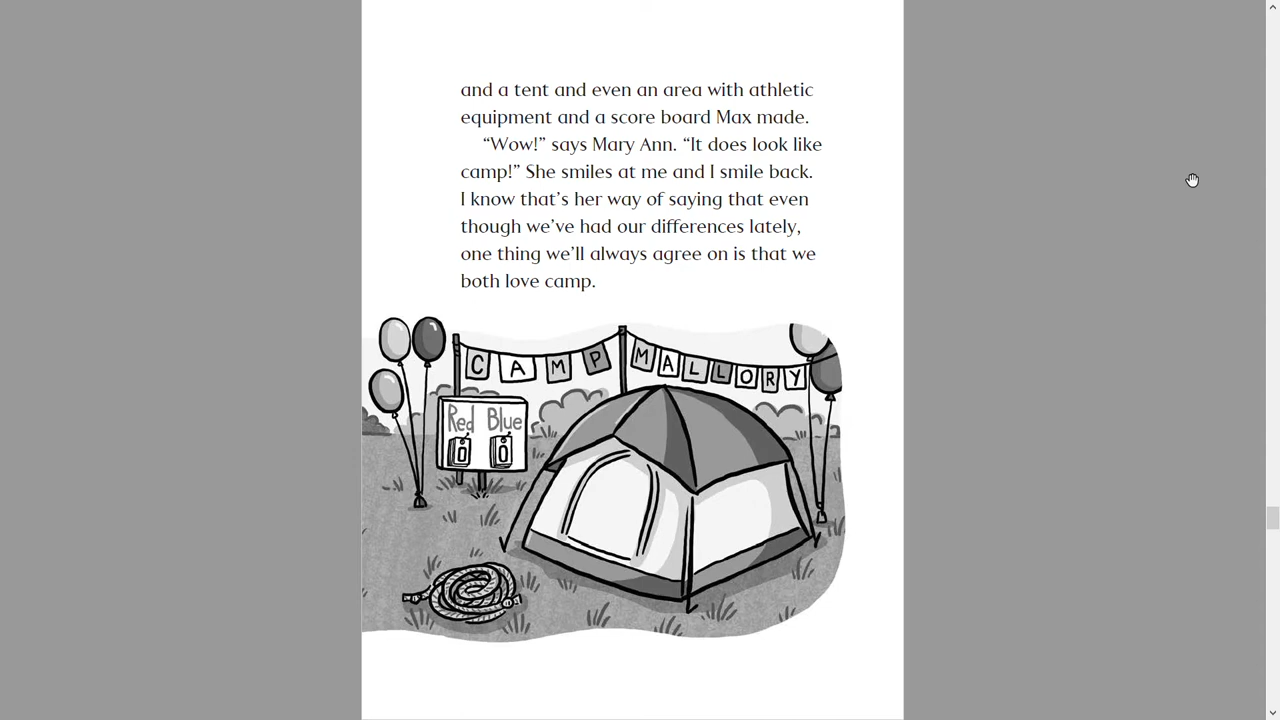 and a tent and even an area with athletic
equipment and a score board Max made.
“Wow!” says Mary Ann. “It does look like
camp!” She smiles at me and I smile back.
I know that’s her way of saying that even
though we’ve had our differences lately,
one thing we’ll always agree on is that we
both love camp.
CAMP MALLORY
Red Blue
0 0